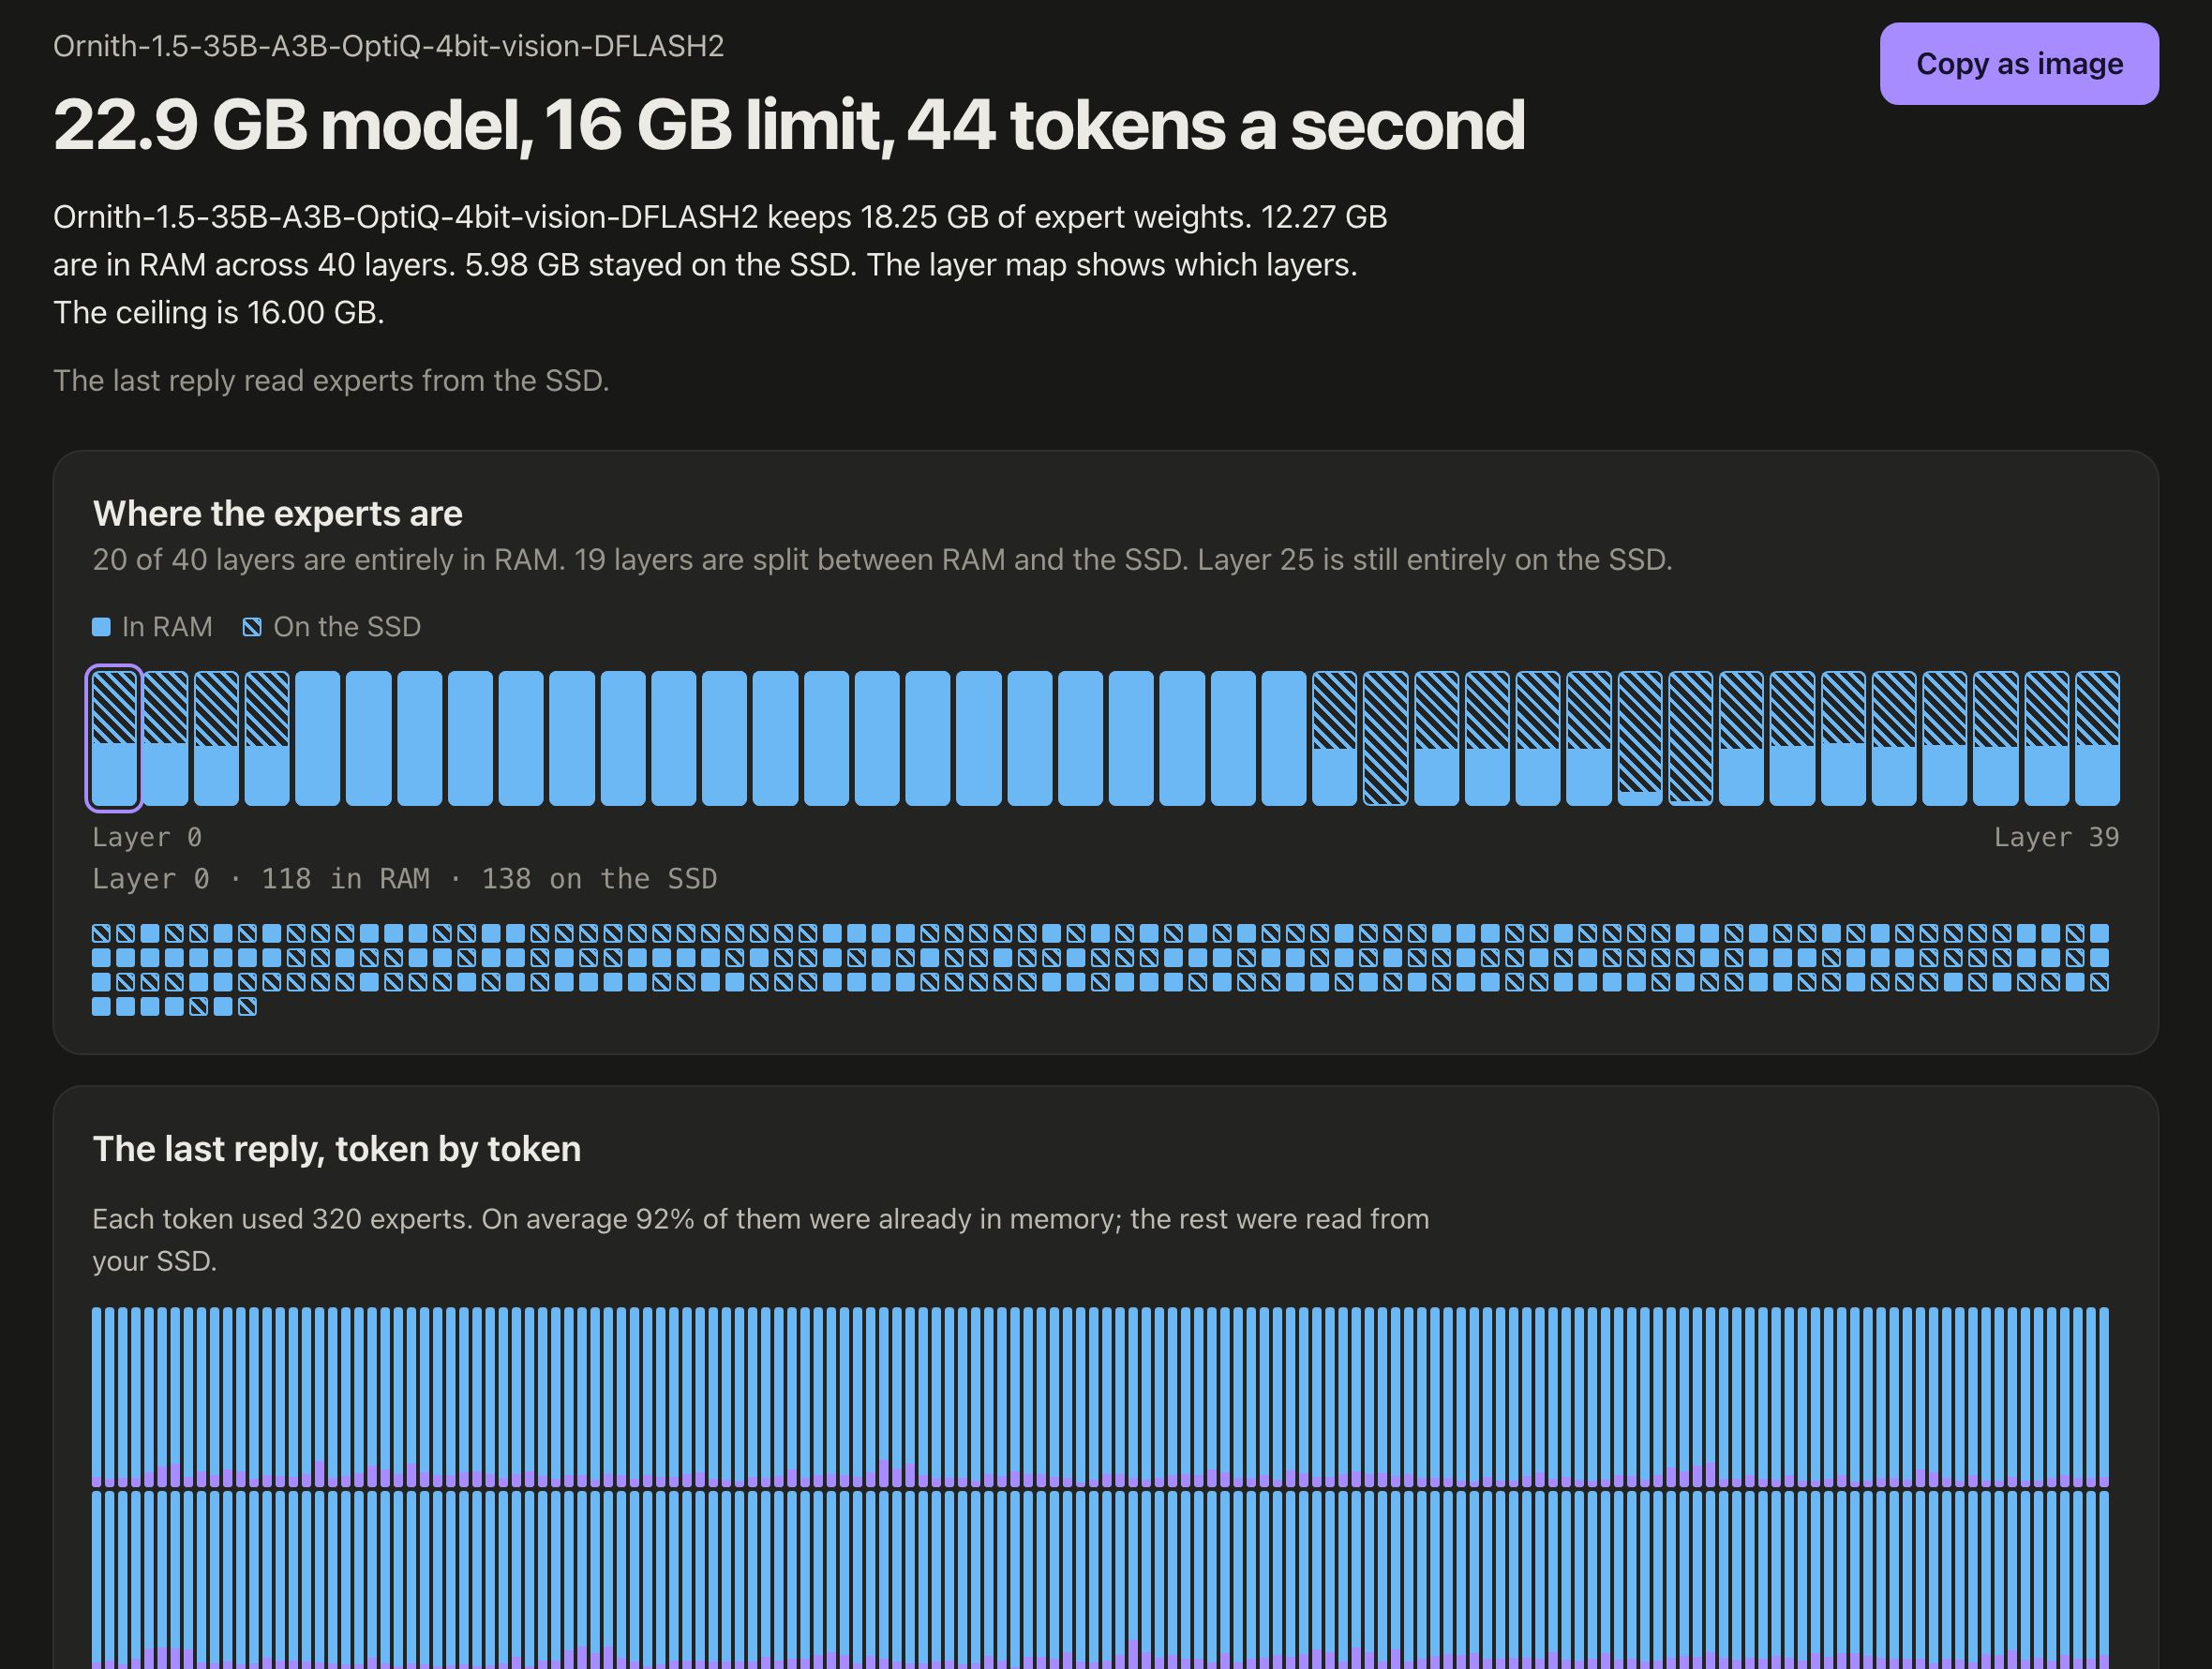 Ornith-1.5-35B-A3B-OptiQ-4bit-vision-DFLASH2
Copy as image
22.9 GB model, 16 GB limit, 44 tokens a second
Ornith-1.5-35B-A3B-OptiQ-4bit-vision-DFLASH2 keeps 18.25 GB of expert weights. 12.27 GB
are in RAM across 40 layers. 5.98 GB stayed on the SSD. The layer map shows which layers.
The ceiling is 16.00 GB.
The last reply read experts from the SSD.
Where the experts are
20 of 40 layers are entirely in RAM. 19 layers are split between RAM and the SSD. Layer 25 is still entirely on the SSD.
In RAM
On the SSD
Layer 0
Layer 39
Layer 0 · 118 in RAM · 138 on the SSD
The last reply, token by token
Each token used 320 experts. On average 92% of them were already in memory; the rest were read from
your SSD.